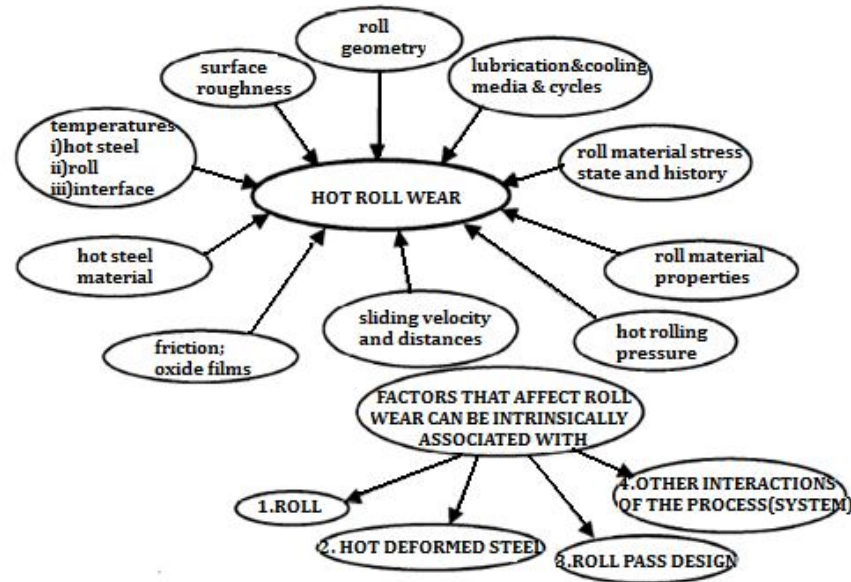 roll
geometry
surface
roughness
lubrication&cooling
media & cycles
temperatures
i)hot steel
ii)roll
iii)interface
roll material stress
state and history
HOT ROLL WEAR
hot steel
material
roll material
properties
sliding velocity
and distances
hot rolling
pressure
friction;
oxide films
FACTORS THAT AFFECT ROLL
WEAR CAN BE INTRINSICALLY
ASSOCIATED WITH
1.ROLL
2. HOT DEFORMED STEEL
3.ROLL PASS DESIGN
4.OTHER INTERACTIONS
OF THE PROCESS(SYSTEM)